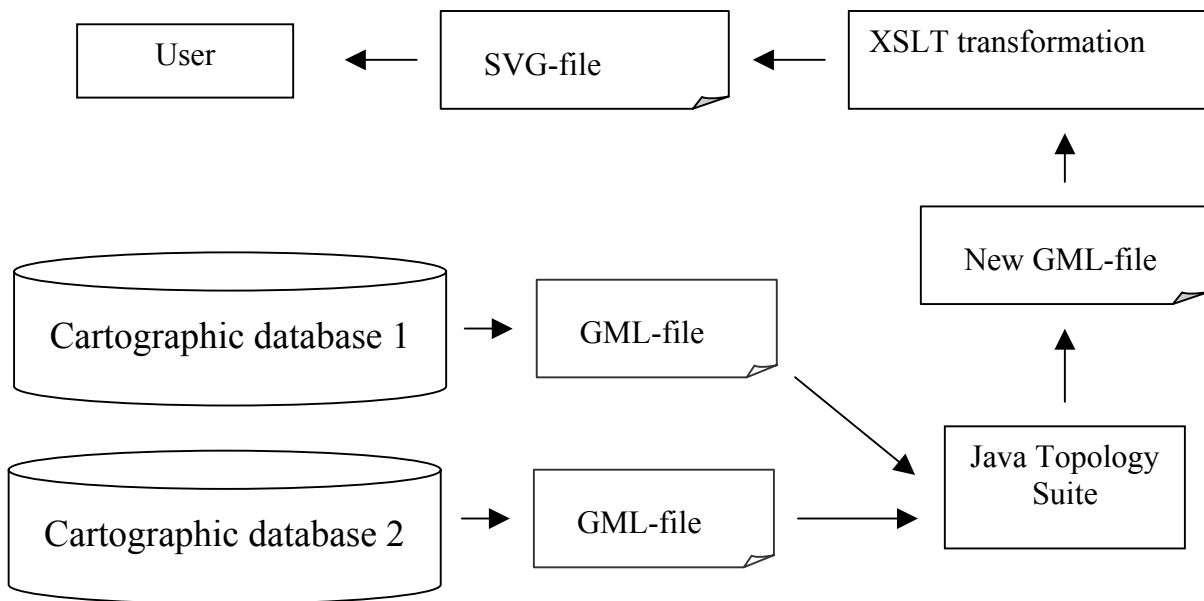 User
SVG-file
XSLT transformation
New GML-file
Cartographic database 1
GML-file
Java Topology
Suite
Cartographic database 2
GML-file